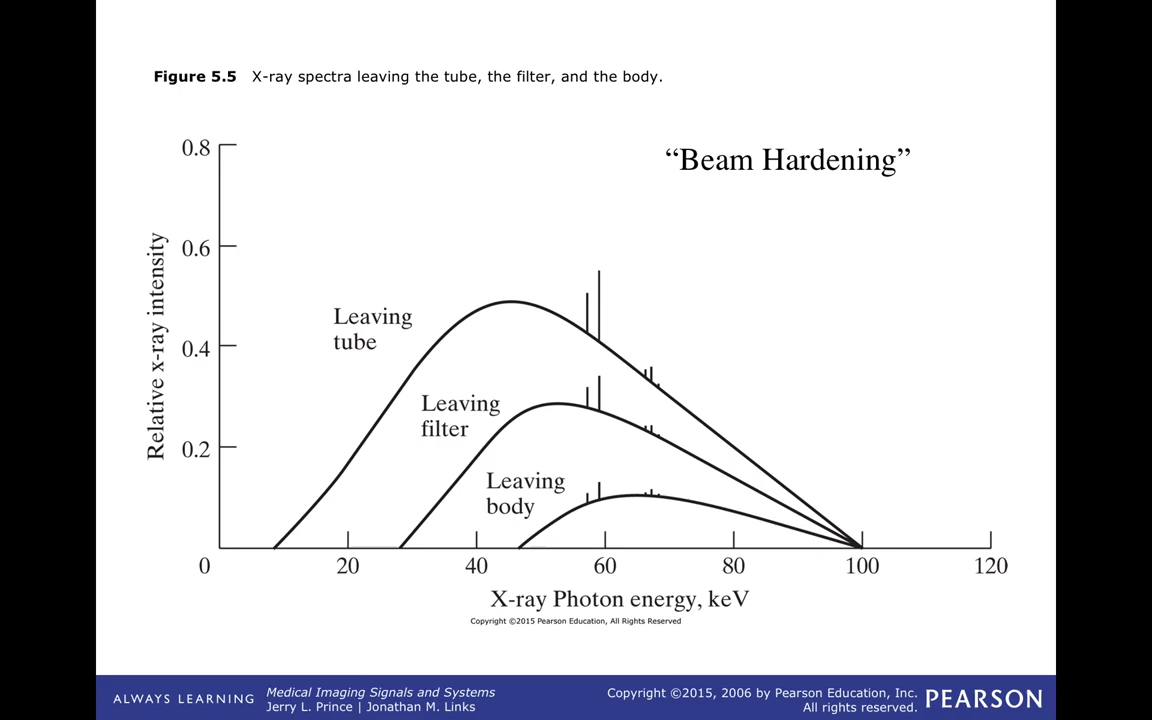 Figure 5.5 X-ray spectra leaving the tube, the filter, and the body.
“Beam Hardening”
0.8
0.6
0.4
0.2
Relative x-ray intensity
Leaving
tube
Leaving
filter
Leaving
body
0 20 40 60 80 100 120
X-ray Photon energy, keV
Copyright ©2015 Pearson Education, All Rights Reserved
ALWAYS LEARNING
Medical Imaging Signals and Systems
Jerry L. Prince | Jonathan M. Links
Copyright ©2015, 2006 by Pearson Education, Inc.
All rights reserved.
PEARSON